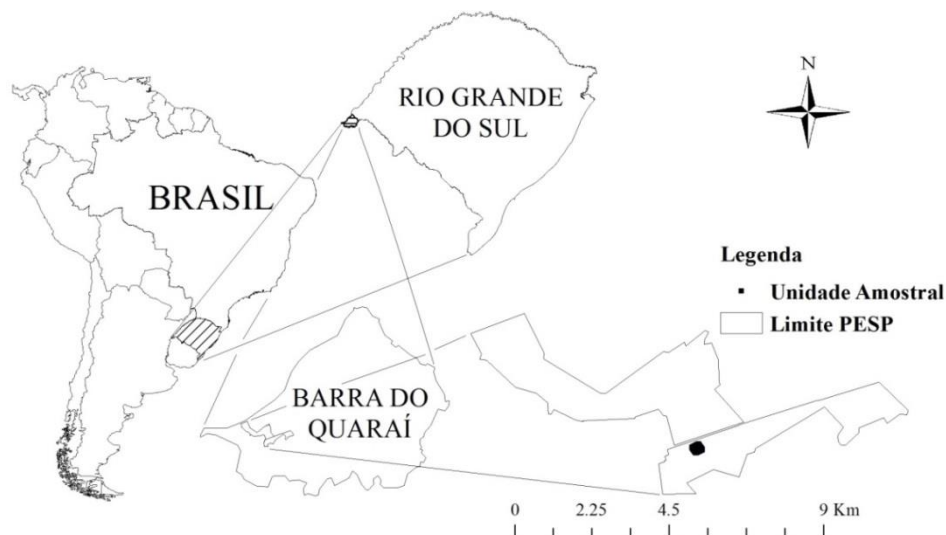 N
RIO GRANDE
DO SUL
BRASIL
Legenda
Unidade Amostral
Limite PESP
BARRA DO
QUARAÍ
0 2.25 4.5 9 Km